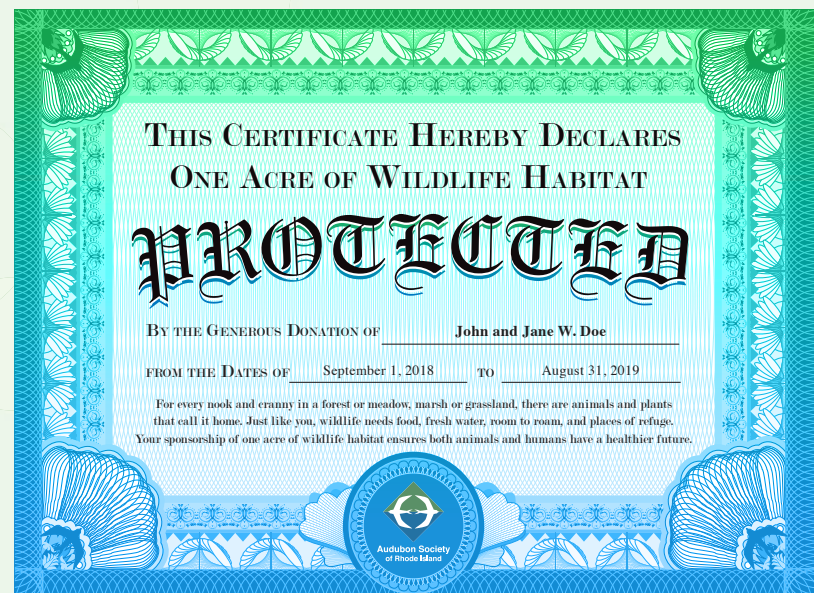 THIS CERTIFICATE HEREBY DECLARES
ONE ACRE OF WILDLIFE HABITAT
PROTECTED
BY THE GENEROUS DONATION OF John and Jane W. Doe
FROM THE DATES OF September 1, 2018 TO August 31, 2019
For every nook and cranny in a forest or meadow, marsh or grassland, there are animals and plants
that call it home. Just like you, wildlife needs food, fresh water, room to roam, and places of refuge.
Your sponsorship of one acre of wildlife habitat ensures both animals and humans have a healthier future.
Audubon Society
of Rhode Island